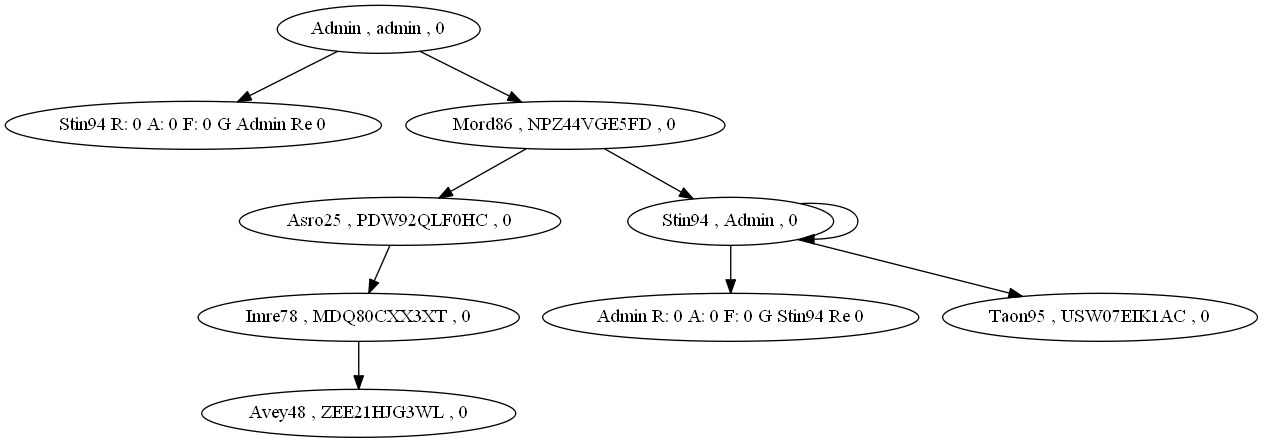 Admin , admin , 0
Stin94 R: 0 A: 0 F: 0 G Admin Re 0
Mord86 , NPZ44VGE5FD , 0
Asro25 , PDW92QLF0HC , 0
Stin94 , Admin , 0
Imre78 , MDQ80CXX3XT , 0
Admin R: 0 A: 0 F: 0 G Stin94 Re 0
Taon95 , USW07EIK1AC , 0
Avey48 , ZEE21HJG3WL , 0